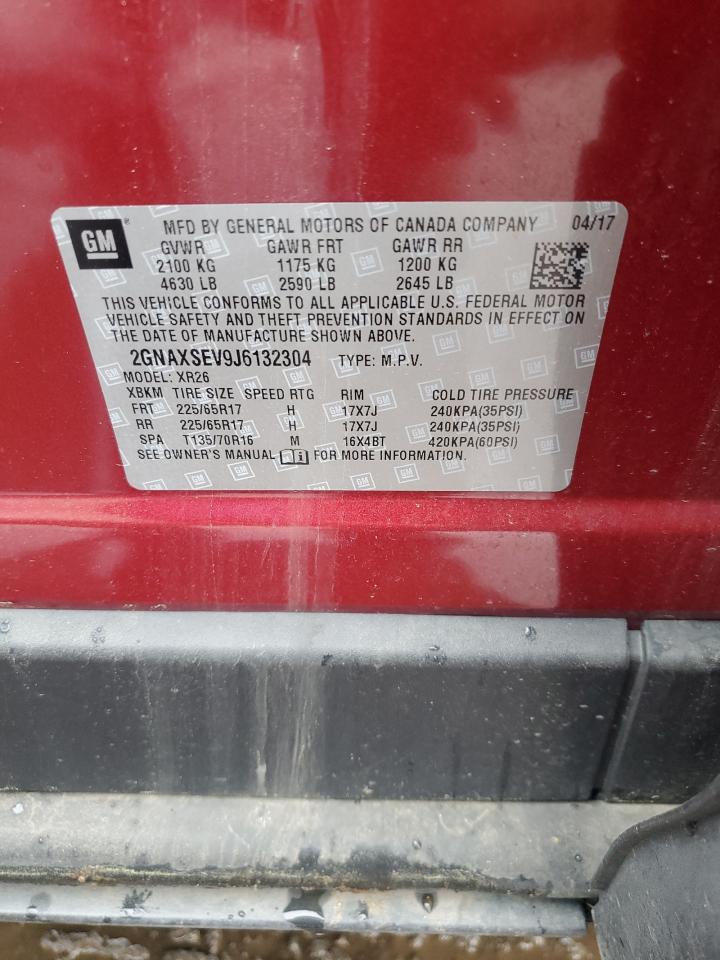 GM
MFD BY GENERAL MOTORS OF CANADA COMPANY 04/17
GVWR GAWR FRT GAWR RR
2100 KG 1175 KG 1200 KG
4630 LB 2590 LB 2645 LB
THIS VEHICLE CONFORMS TO ALL APPLICABLE U.S. FEDERAL MOTOR
VEHICLE SAFETY AND THEFT PREVENTION STANDARDS IN EFFECT ON
THE DATE OF MANUFACTURE SHOWN ABOVE.
2GNAXSEV9J6132304 TYPE: M.P.V.
MODEL: XR26
XBKM TIRE SIZE SPEED RTG RIM COLD TIRE PRESSURE
FRT 225/65R17 H 17X7J 240KPA(35PSI)
RR 225/65R17 H 17X7J 240KPA(35PSI)
SPA T135/70R16 M 16X4BT 420KPA(60PSI)
SEE OWNER'S MANUAL i FOR MORE INFORMATION.